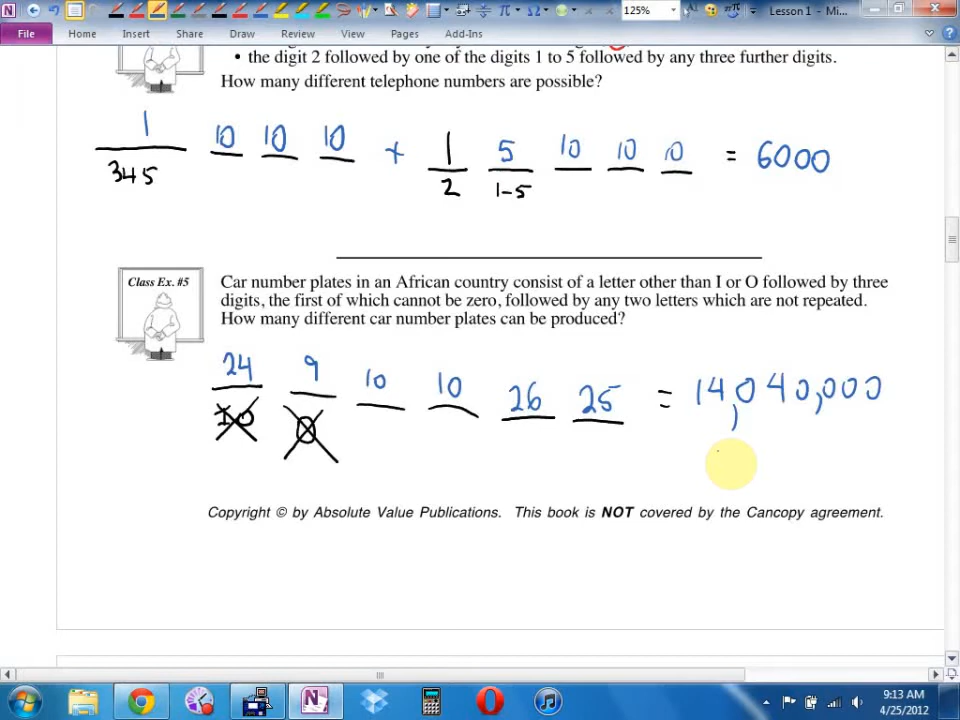 125%
Lesson 1 - Mi...
File Home Insert Share Draw Review View Pages Add-Ins
• the digit 2 followed by one of the digits 1 to 5 followed by any three further digits.
How many different telephone numbers are possible?
1 10 10 10 + 1 5 10 10 10 = 6000
345 2 1-5
Class Ex. #5
Car number plates in an African country consist of a letter other than I or O followed by three
digits, the first of which cannot be zero, followed by any two letters which are not repeated.
How many different car number plates can be produced?
24 9 10 10 26 25 = 14,040,000
IO 0
Copyright © by Absolute Value Publications. This book is NOT covered by the Cancopy agreement.
9:13 AM
4/25/2012